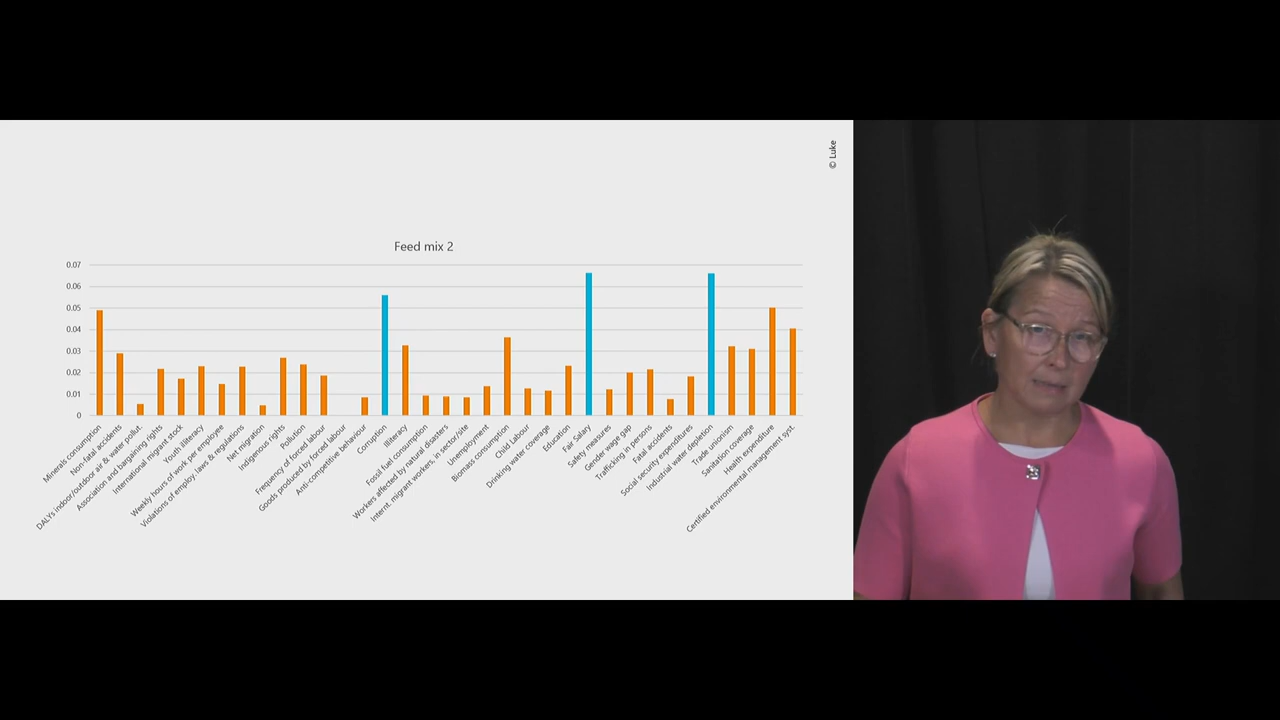 © Luke
Feed mix 2
0.07
0.06
0.05
0.04
0.03
0.02
0.01
0
Minerals consumption
Non-fatal accidents
DALYs indoor/outdoor air & water pollut.
Association and bargaining rights
International migrant stock
Youth illiteracy
Weekly hours of work per employee
Violations of employ. laws & regulations
Net migration
Indigenous rights
Pollution
Frequency of forced labour
Goods produced by forced labour
Anti-competitive behaviour
Corruption
Illiteracy
Fossil fuel consumption
Workers affected by natural disasters
Internt. migrant workers, in sector/site
Unemployment
Biomass consumption
Child Labour
Drinking water coverage
Education
Fair Salary
Safety measures
Gender wage gap
Trafficking in persons
Fatal accidents
Social security expenditures
Industrial water depletion
Trade unionism
Sanitation coverage
Health expenditure
Certified environmental management syst.